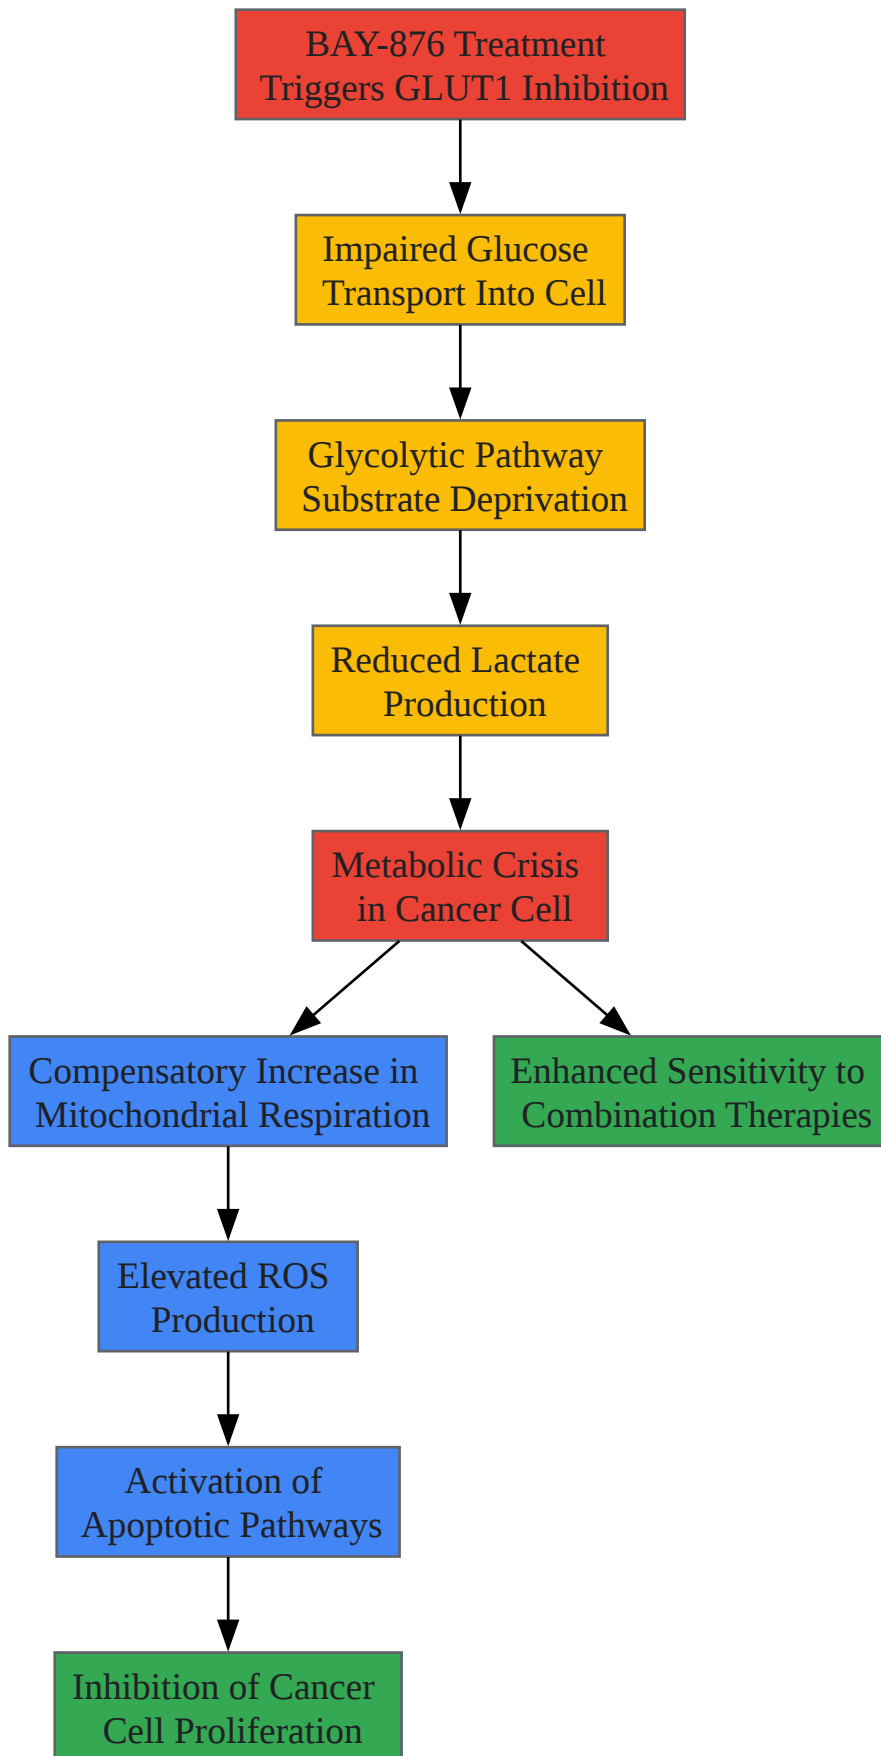 BAY-876 Treatment
Triggers GLUT1 Inhibition
Impaired Glucose
Transport Into Cell
Glycolytic Pathway
Substrate Deprivation
Reduced Lactate
Production
Metabolic Crisis
in Cancer Cell
Compensatory Increase in
Mitochondrial Respiration
Enhanced Sensitivity to
Combination Therapies
Elevated ROS
Production
Activation of
Apoptotic Pathways
Inhibition of Cancer
Cell Proliferation